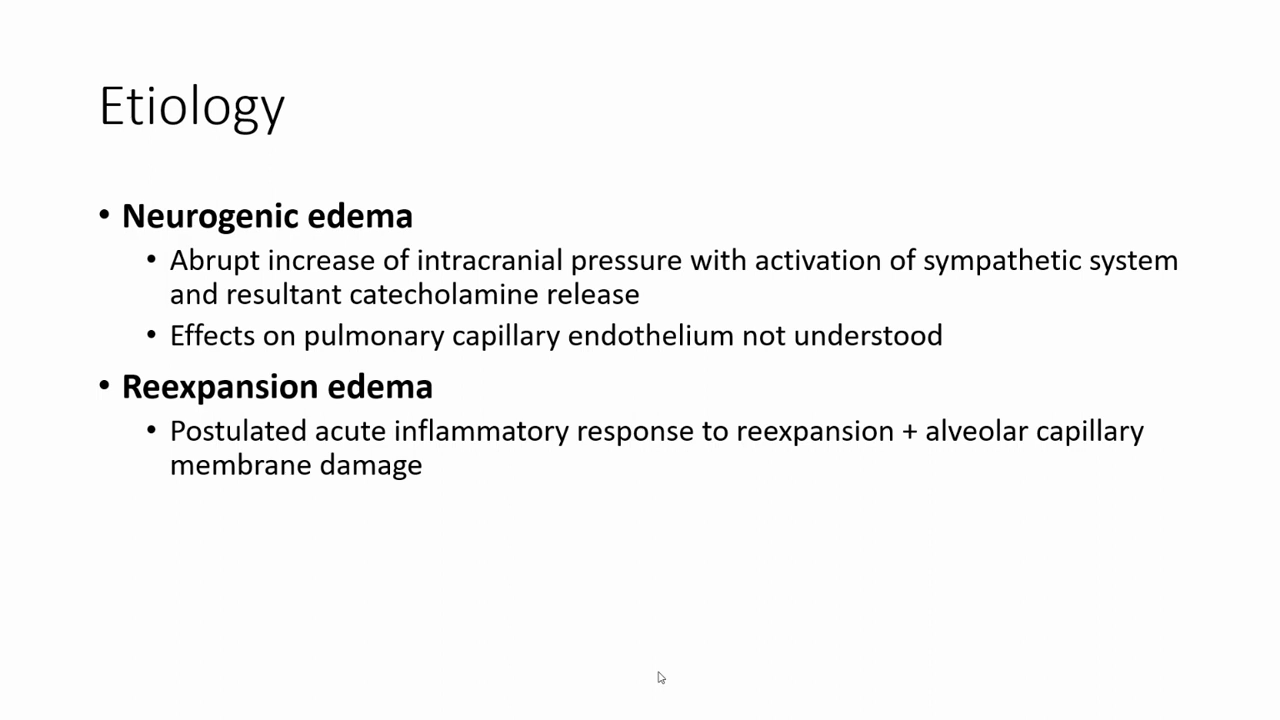 Etiology
• Neurogenic edema
• Abrupt increase of intracranial pressure with activation of sympathetic system
and resultant catecholamine release
• Effects on pulmonary capillary endothelium not understood
• Reexpansion edema
• Postulated acute inflammatory response to reexpansion + alveolar capillary
membrane damage